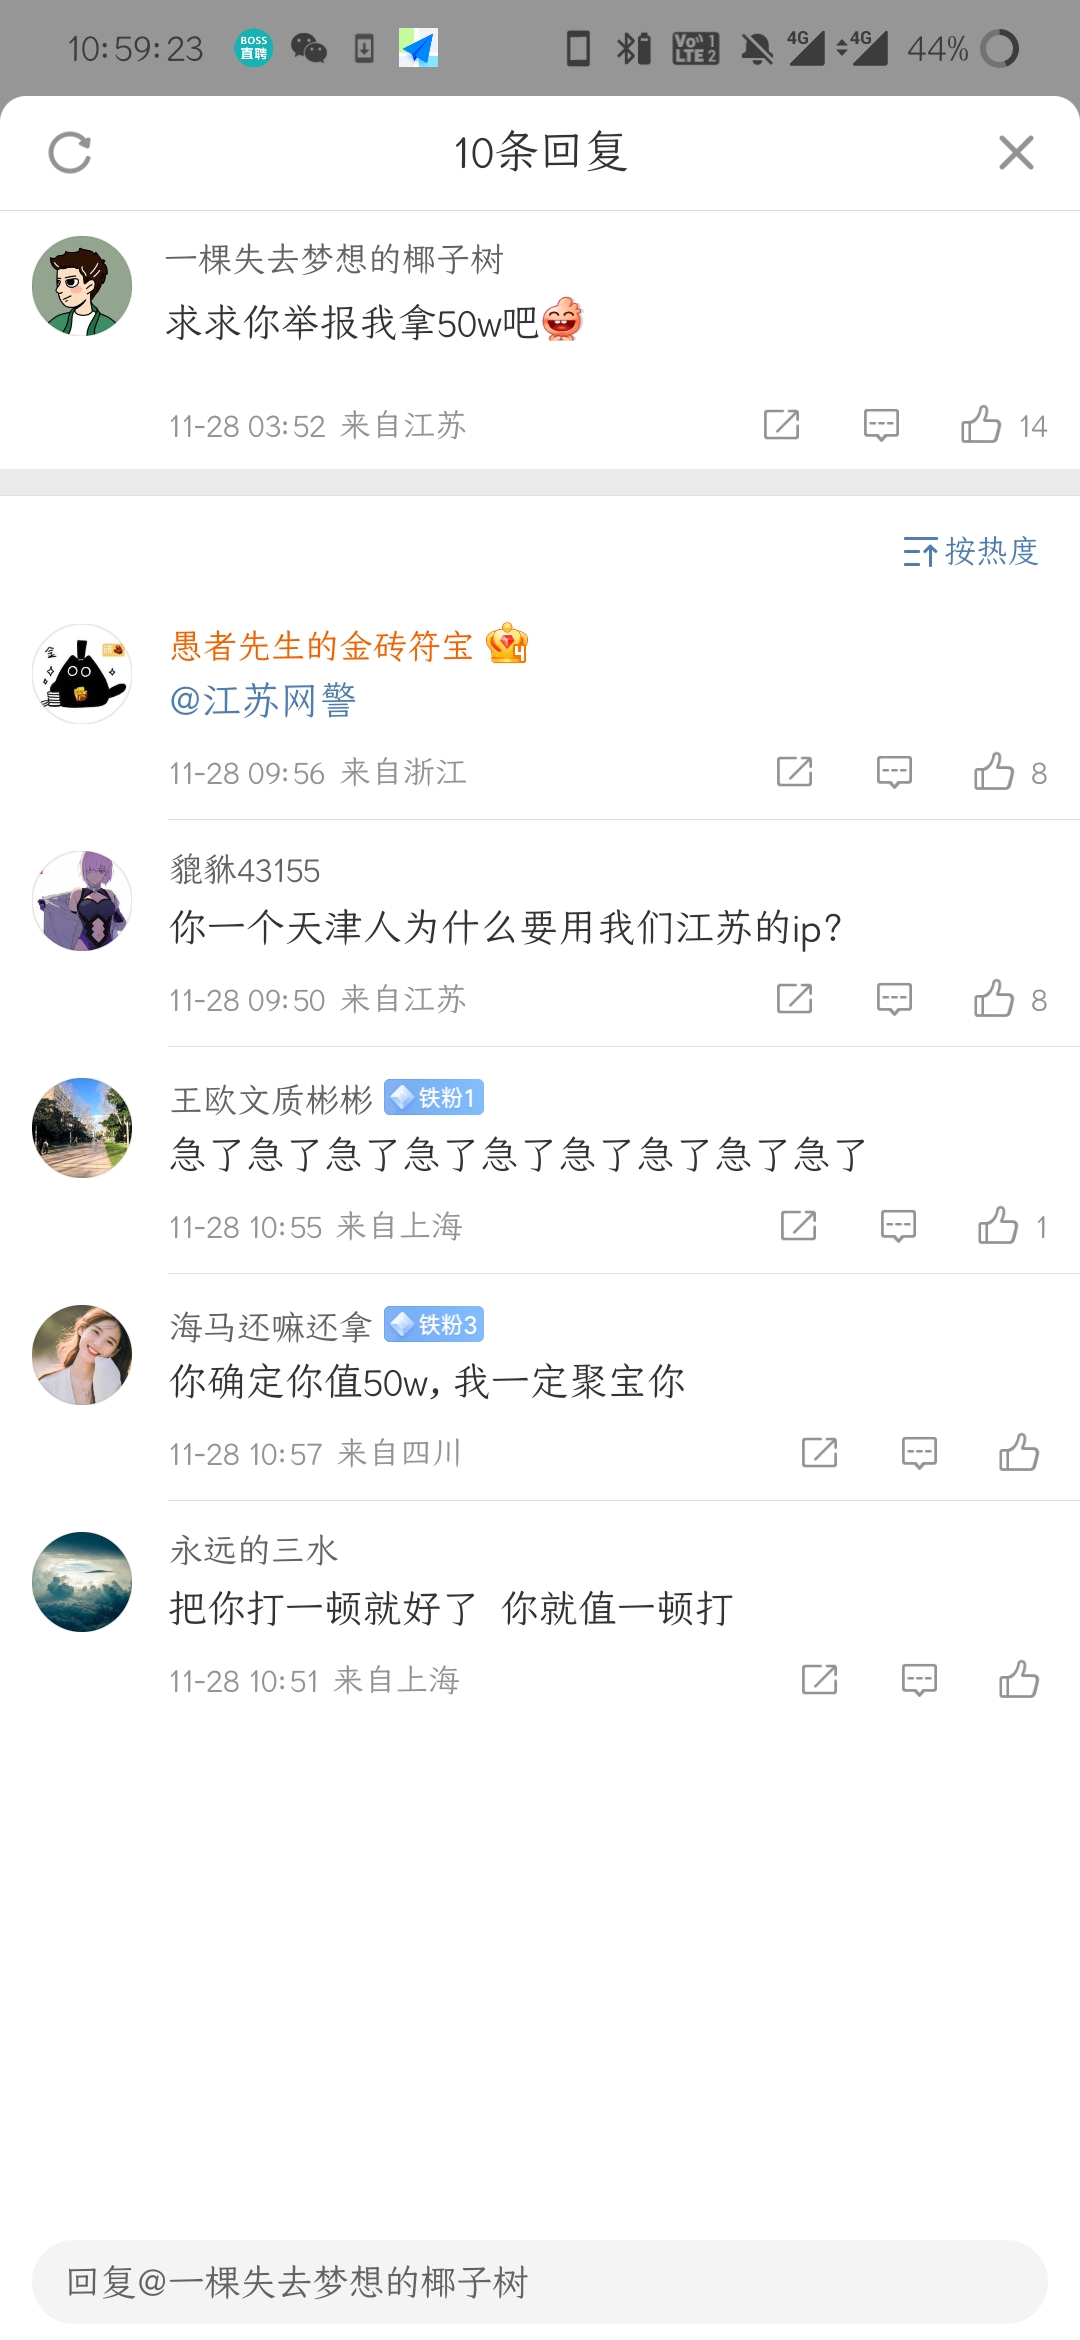 10:59:23 BOSS直聘 Vo 1 LTE 2 4G 4G 44%
10条回复
一棵失去梦想的椰子树
求求你举报我拿50w吧
11-28 03:52 来自江苏 14
按热度
愚者先生的金砖符宝 4
@江苏网警
11-28 09:56 来自浙江 8
貔貅43155
你一个天津人为什么要用我们江苏的ip?
11-28 09:50 来自江苏 8
王欧文质彬彬 铁粉1
急了急了急了急了急了急了急了急了急了
11-28 10:55 来自上海 1
海马还嘛还拿 铁粉3
你确定你值50w,我一定聚宝你
11-28 10:57 来自四川
永远的三水
把你打一顿就好了 你就值一顿打
11-28 10:51 来自上海
回复@一棵失去梦想的椰子树